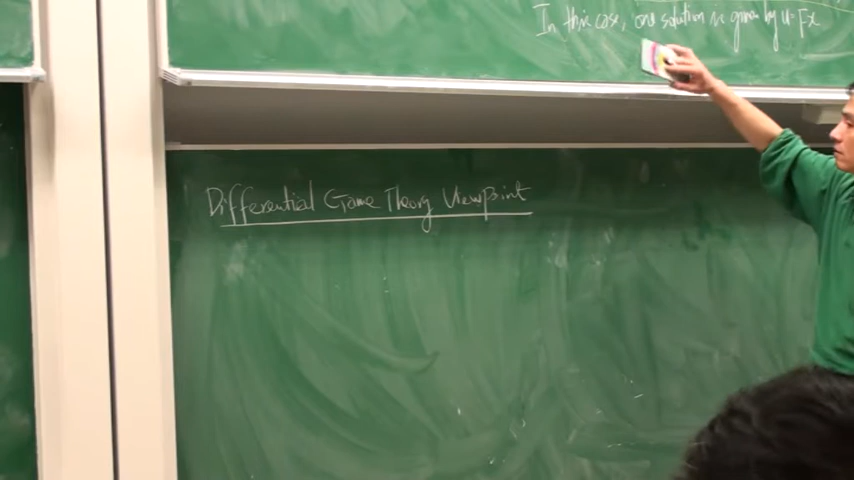 In this case, one solution is given by u=Fx
Differential Game Theory Viewpoint